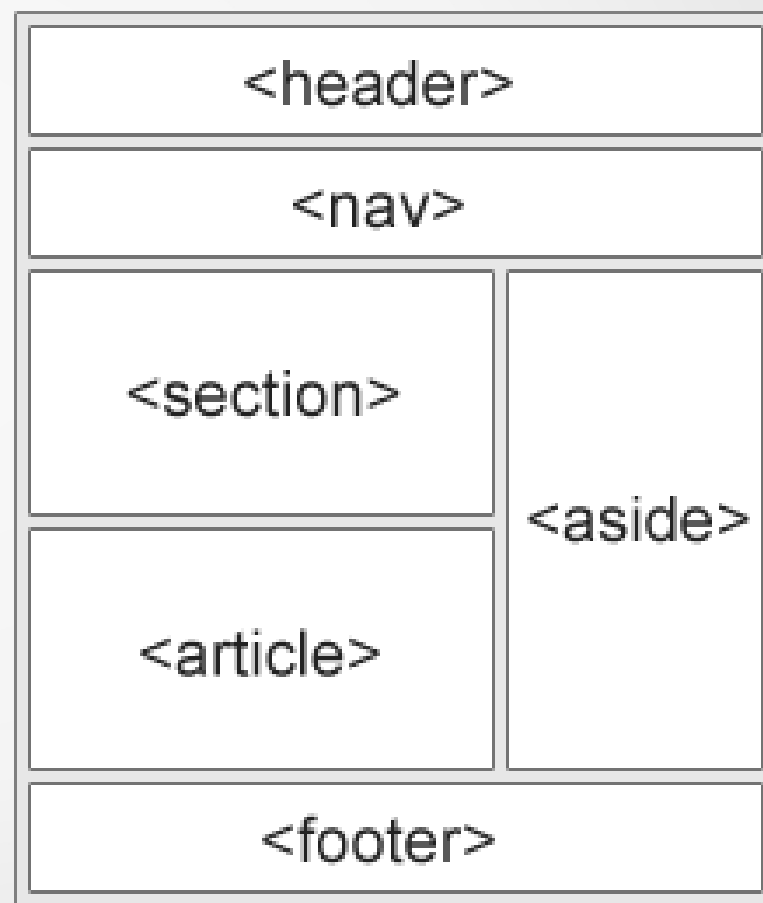 <header>
<nav>
<section>
<aside>
<article>
<footer>